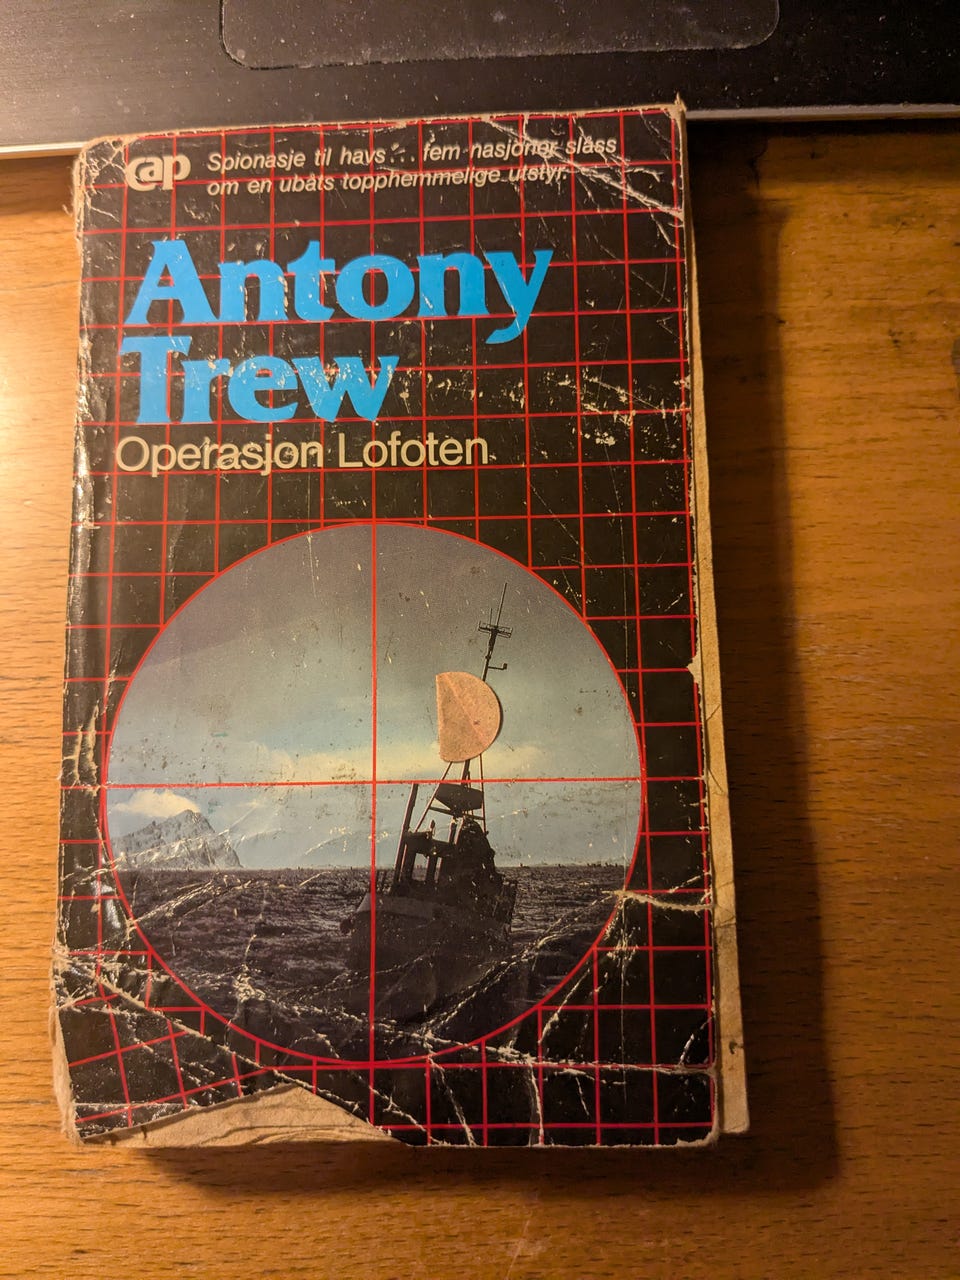 cap
Spionasje til havs... fem nasjoner slåss
om en ubåts topphemmelige utstyr.
Antony
Trew
Operasjon Lofoten